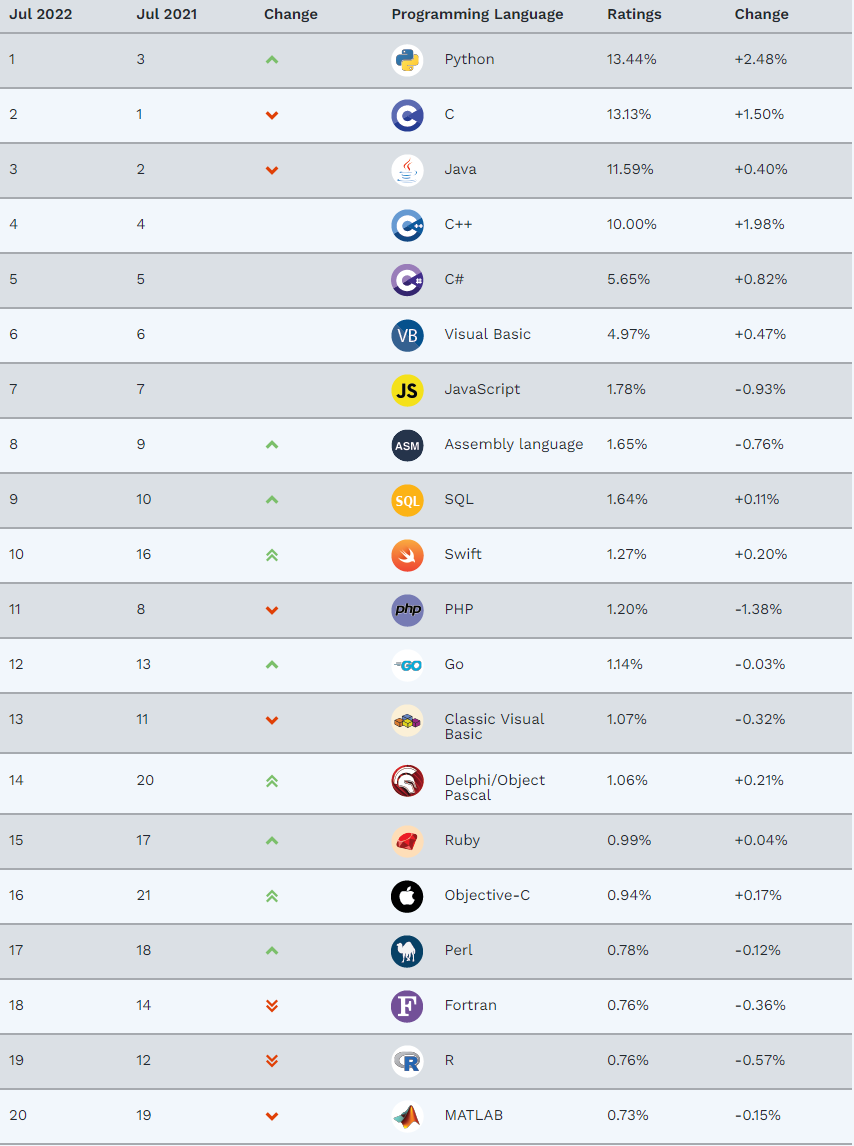 Jul 2022 Jul 2021 Change Programming Language Ratings Change
1 3 Python 13.44% +2.48%
2 1 C C 13.13% +1.50%
3 2 Java 11.59% +0.40%
4 4 C++ C++ 10.00% +1.98%
5 5 C# C# 5.65% +0.82%
6 6 VB Visual Basic 4.97% +0.47%
7 7 JS JavaScript 1.78% -0.93%
8 9 ASM Assembly language 1.65% -0.76%
9 10 SQL SQL 1.64% +0.11%
10 16 Swift 1.27% +0.20%
11 8 php PHP 1.20% -1.38%
12 13 GO Go 1.14% -0.03%
13 11 Classic Visual 1.07% -0.32%
Basic
14 20 Delphi/Object 1.06% +0.21%
Pascal
15 17 Ruby 0.99% +0.04%
16 21 Objective-C 0.94% +0.17%
17 18 Perl 0.78% -0.12%
18 14 F Fortran 0.76% -0.36%
19 12 R R 0.76% -0.57%
20 19 MATLAB 0.73% -0.15%